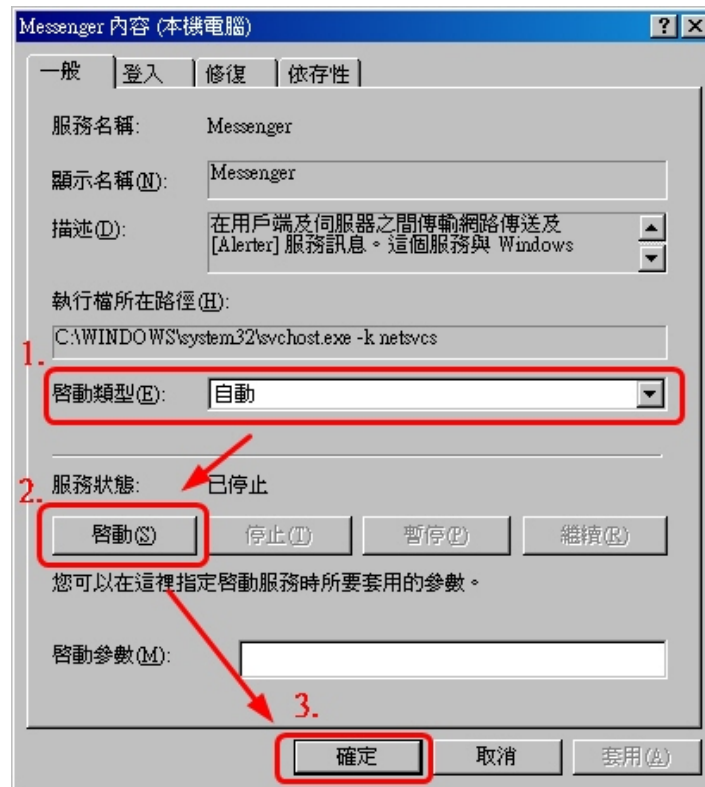 Messenger 內容 (本機電腦)
一般 登入 修復 依存性
服務名稱: Messenger
顯示名稱(N): Messenger
描述(D): 在用戶端及伺服器之間傳輸網路傳送及
[Alerter] 服務訊息。這個服務與 Windows
執行檔所在路徑(H):
C:\WINDOWS\system32\svchost.exe -k netsvcs
1.
啓動類型(E): 自動
2. 服務狀態: 已停止
啓動(S) 停止(T) 暫停(P) 繼續(R)
您可以在這裡指定啓動服務時所要套用的參數。
啓動參數(M):
3.
確定 取消 套用(A)